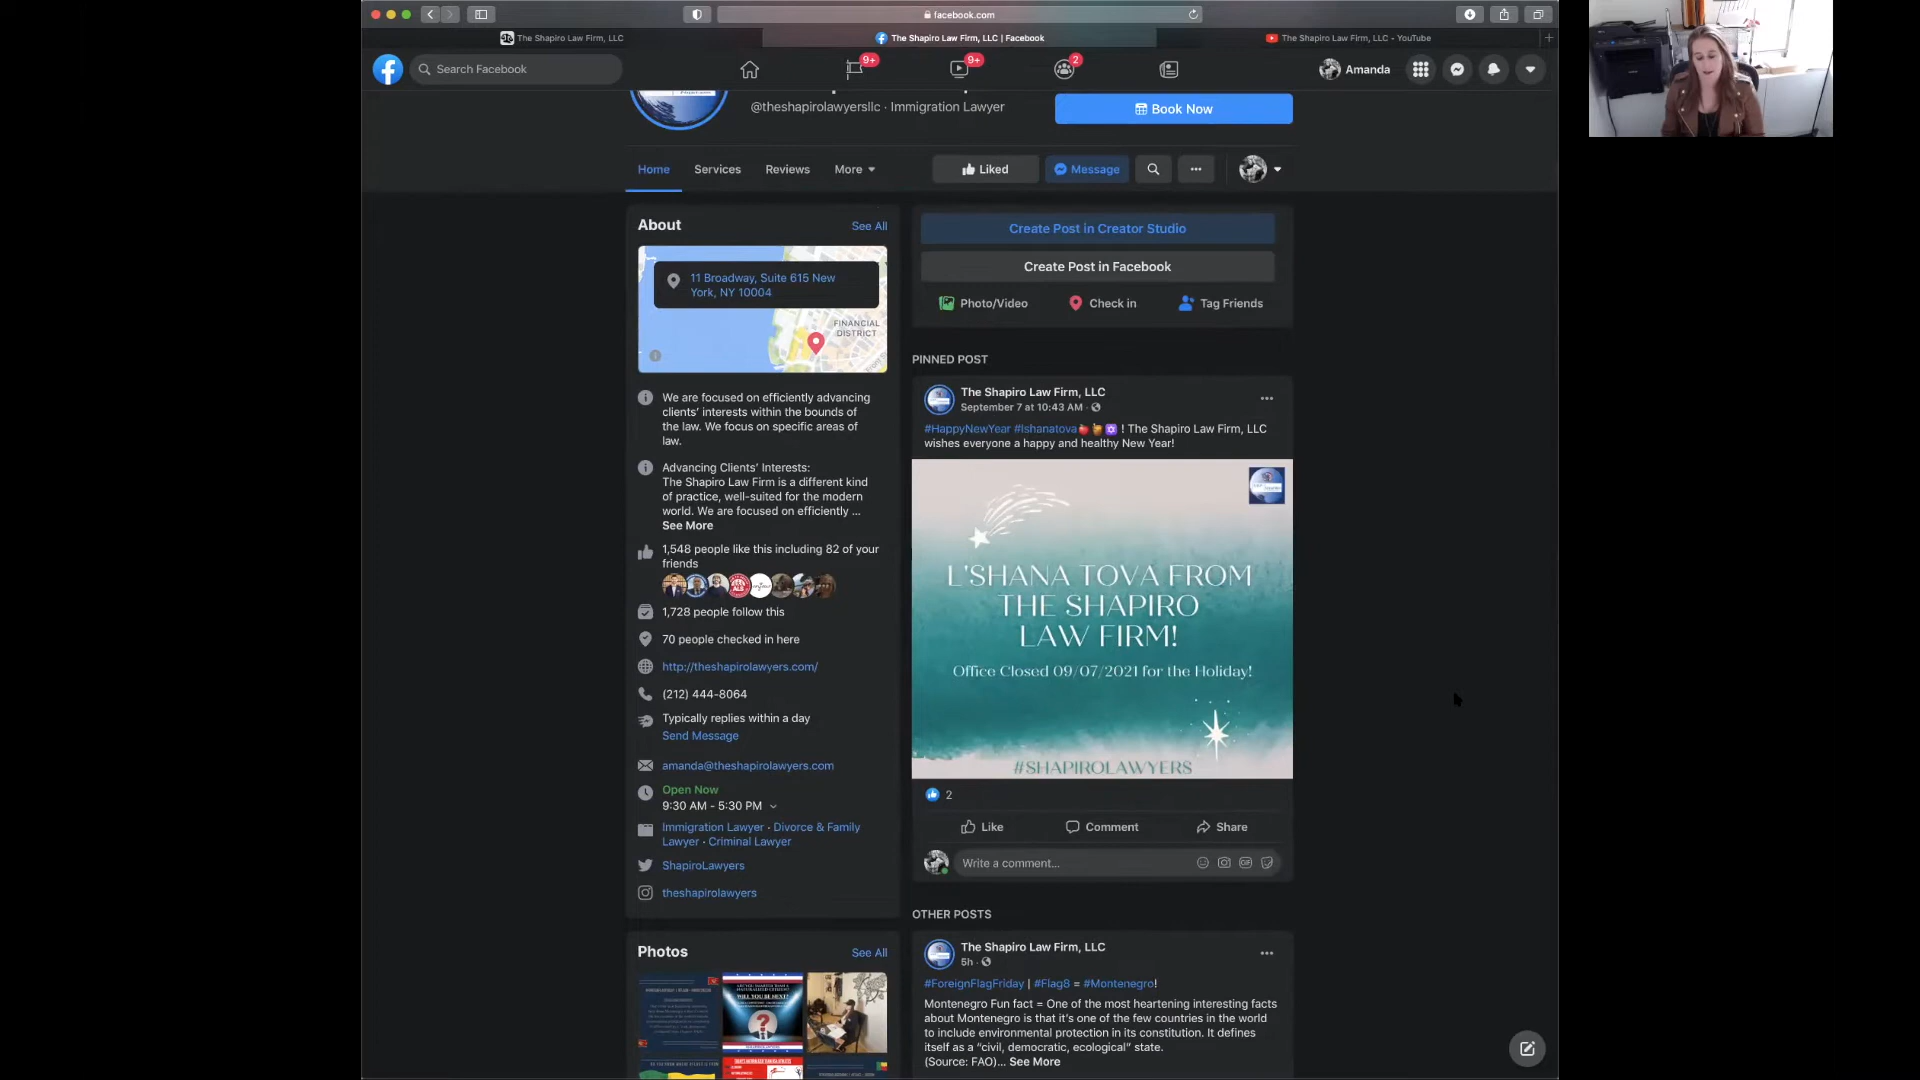 facebook.com
The Shapiro Law Firm, LLC
The Shapiro Law Firm, LLC | Facebook
The Shapiro Law Firm, LLC - YouTube
Search Facebook
9+
9+
2
Amanda
@theshapirolawyersllc · Immigration Lawyer
Book Now
Home
Services
Reviews
More
Liked
Message
About
See All
11 Broadway, Suite 615 New
York, NY 10004
FINANCIAL
DISTRICT
We are focused on efficiently advancing
clients' interests within the bounds of
the law. We focus on specific areas of
law.
Advancing Clients' Interests:
The Shapiro Law Firm is a different kind
of practice, well-suited for the modern
world. We are focused on efficiently ...
See More
1,548 people like this including 82 of your
friends
1,728 people follow this
70 people checked in here
http://theshapirolawyers.com/
(212) 444-8064
Typically replies within a day
Send Message
amanda@theshapirolawyers.com
Open Now
9:30 AM - 5:30 PM
Immigration Lawyer · Divorce & Family
Lawyer · Criminal Lawyer
ShapiroLawyers
theshapirolawyers
Photos
See All
WILL YOU BE NEXT?
Create Post in Creator Studio
Create Post in Facebook
Photo/Video
Check in
Tag Friends
PINNED POST
The Shapiro Law Firm, LLC
September 7 at 10:43 AM ·
#HappyNewYear #lshanatova🍎🍯✡️ ! The Shapiro Law Firm, LLC
wishes everyone a happy and healthy New Year!
L'SHANA TOVA FROM
THE SHAPIRO
LAW FIRM!
Office Closed 09/07/2021 for the Holiday!
#SHAPIROLAWYERS
2
Like
Comment
Share
Write a comment...
GIF
OTHER POSTS
The Shapiro Law Firm, LLC
5h ·
#ForeignFlagFriday | #Flag8 = #Montenegro!
Montenegro Fun fact = One of the most heartening interesting facts
about Montenegro is that it's one of the few countries in the world
to include environmental protection in its constitution. It defines
itself as a "civil, democratic, ecological" state.
(Source: FAO)... See More